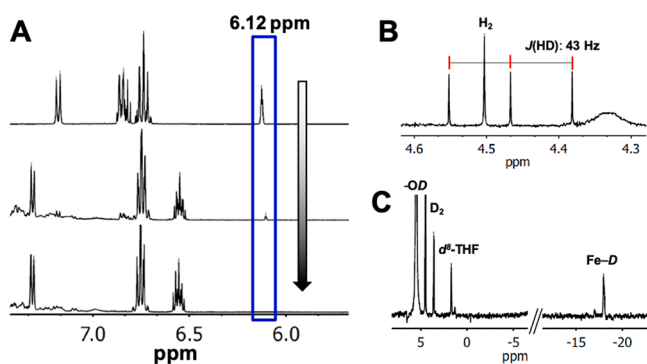 A
6.12 ppm
7.0 6.5 6.0
ppm
B
H₂
J(HD): 43 Hz
4.6 4.5 4.4 4.3
ppm
C
-OD
D₂
d⁸-THF
Fe–D
5 0 -5 -15 -20
ppm ppm